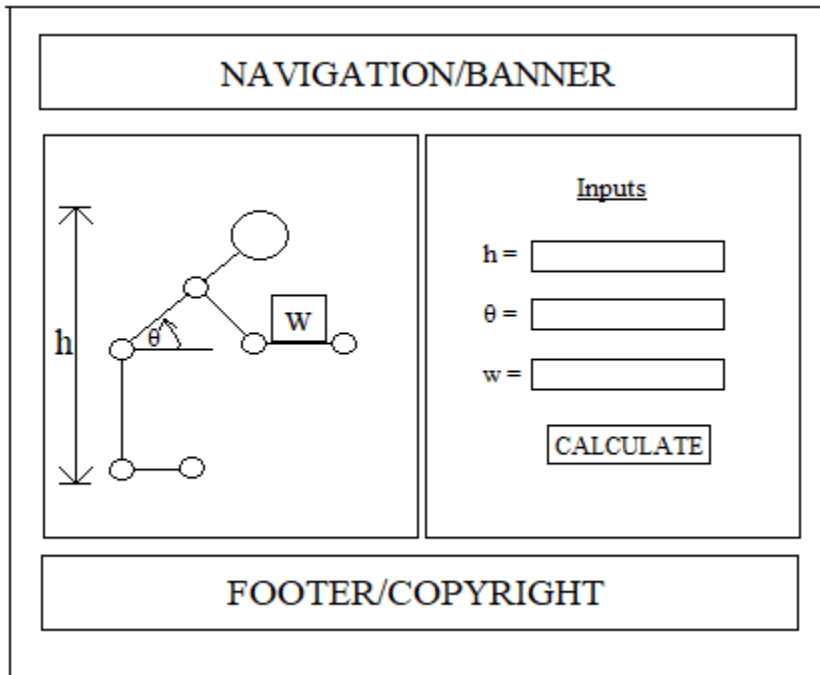 NAVIGATION/BANNER
h
θ
W
Inputs
h =
θ =
w =
CALCULATE
FOOTER/COPYRIGHT